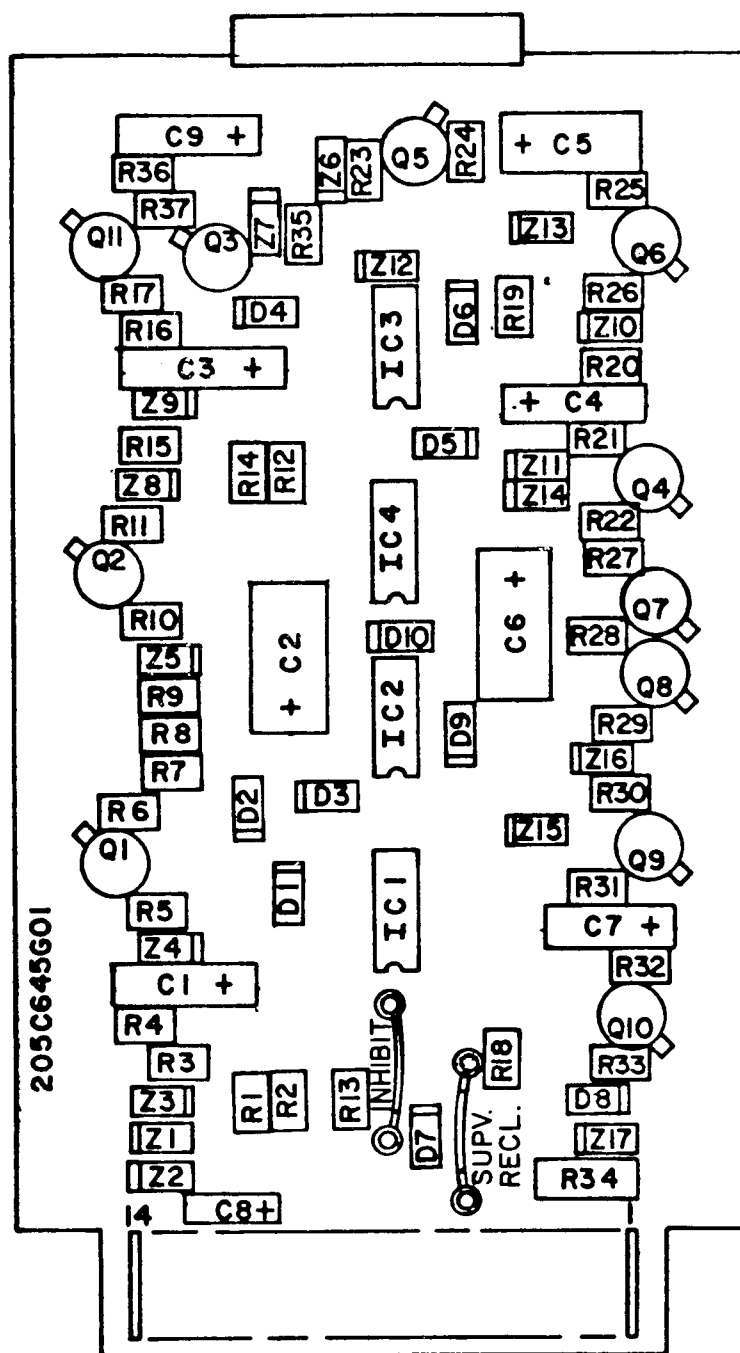 C9 +
+ C5
Z6
R23
Q5
R24
R36
R37
R25
Q11
Q3
Z7
R35
Z13
Q6
Z12
R17
D4
D6
R19
R26
R16
IC3
Z10
C3 +
R20
Z9
+ C4
R15
R14
R12
D5
R21
Z8
Z11
Q4
Z14
R11
IC4
R22
Q2
R27
C2 +
C6 +
Q7
R10
D10
R28
Z5
IC2
Q8
R9
R8
D9
R29
R7
Z16
R6
D2
D3
R30
Q1
Z15
Q9
D1
IC1
R31
R5
C7 +
Z4
R32
C1 +
205C645G01
R4
INHIBIT
Q10
R3
R18
R33
Z3
R1
R2
R13
D8
Z1
D7
SUPV.
RECL.
Z17
Z2
R34
14
C8+
1